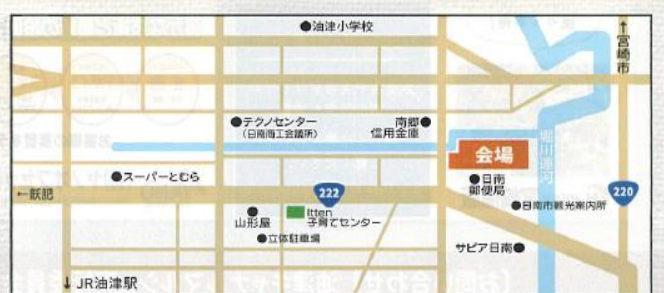 ●油津小学校
↑宮崎市
●テクノセンター
(日南商工会議所)
南郷●
信用金庫
堀川運河
会場
●スーパーとむら
●日南
郵便局
←飫肥
222
220
●日南市観光案内所
●山形屋
Itten
子育てセンター
●立体駐車場
サピア日南●
↓JR油津駅